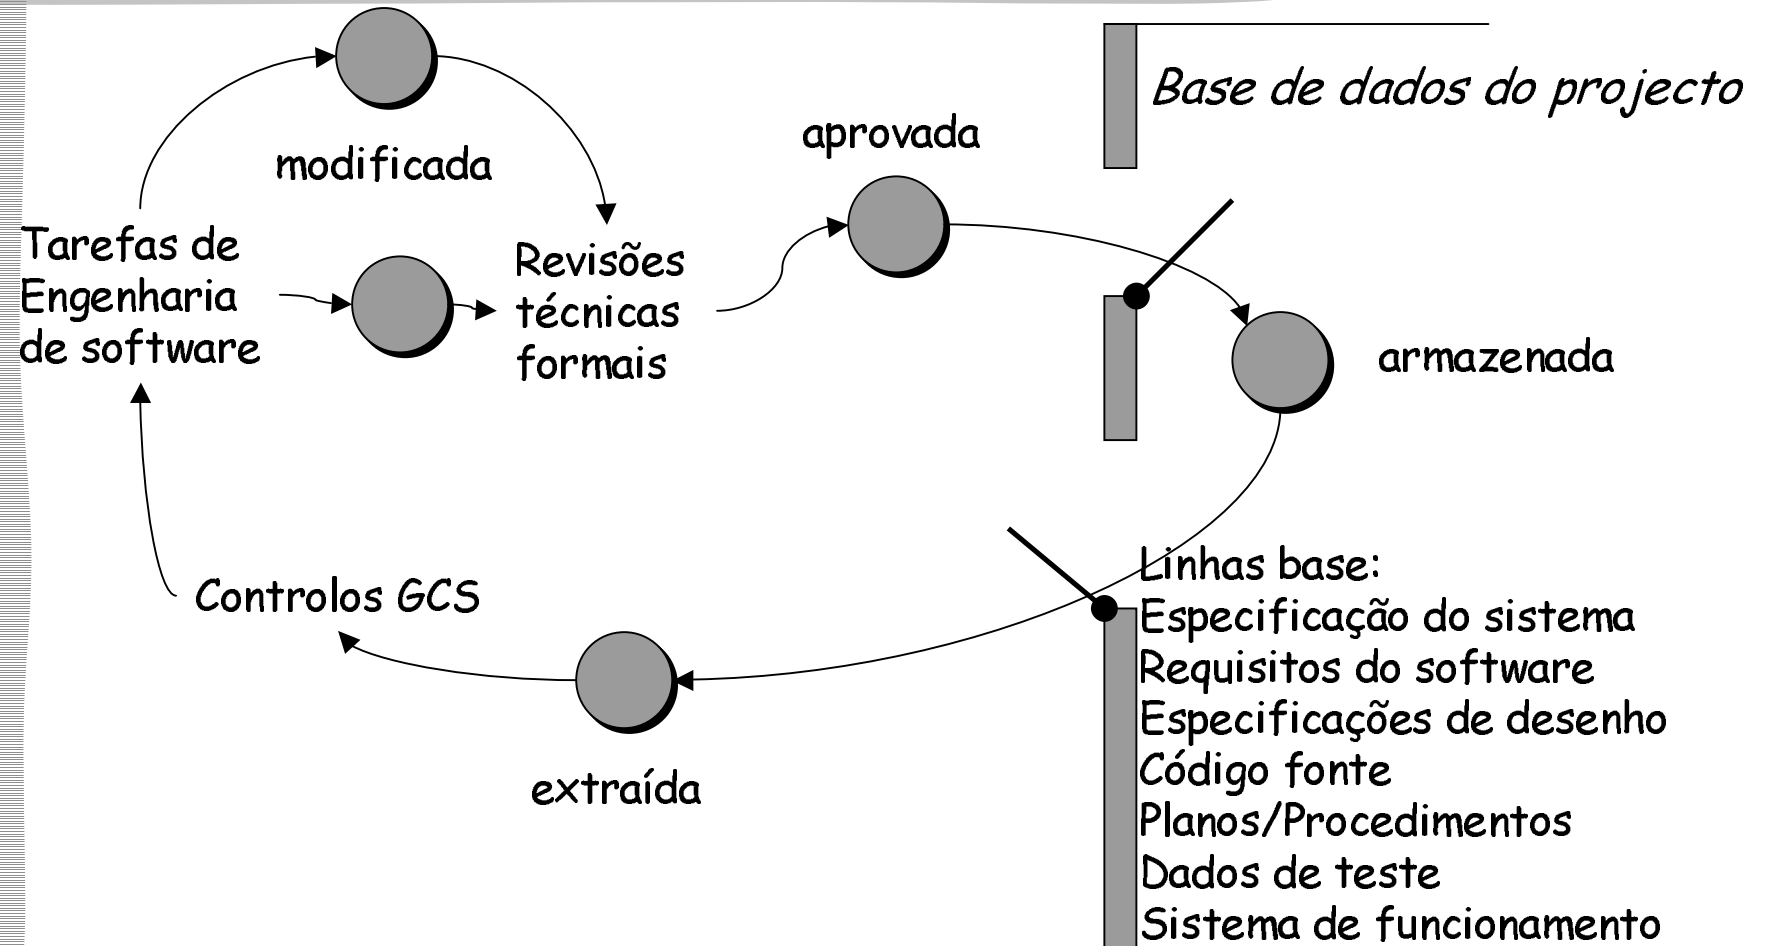 Base de dados do projecto
aprovada
modificada
Tarefas de
Engenharia
de software
Revisões
técnicas
formais
armazenada
Controlos GCS
extraída
Linhas base:
Especificação do sistema
Requisitos do software
Especificações de desenho
Código fonte
Planos/Procedimentos
Dados de teste
Sistema de funcionamento